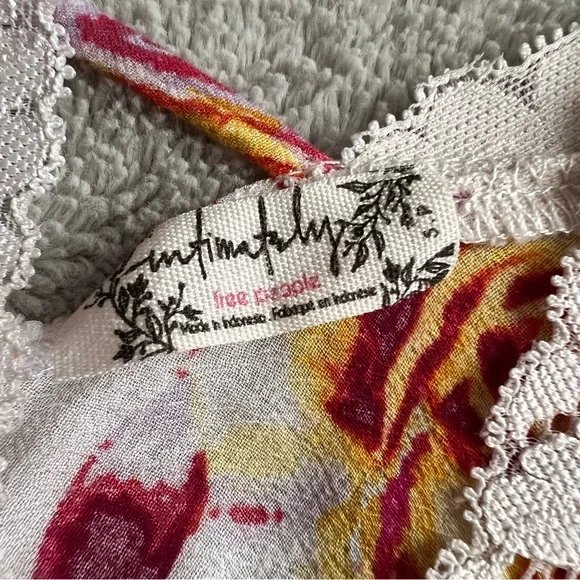 intimately
free people
Made in Indonesia . Fabriqué en Indonésie
S P